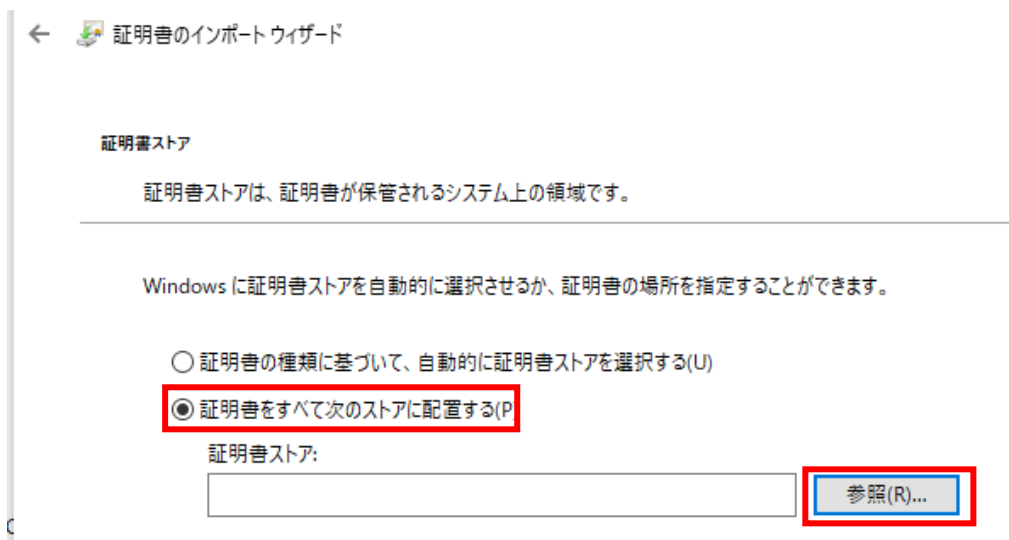 証明書のインポート ウィザード
証明書ストア
証明書ストアは、証明書が保管されるシステム上の領域です。
Windows に証明書ストアを自動的に選択させるか、証明書の場所を指定することができます。
証明書の種類に基づいて、自動的に証明書ストアを選択する(U)
証明書をすべて次のストアに配置する(P
証明書ストア:
参照(R)...